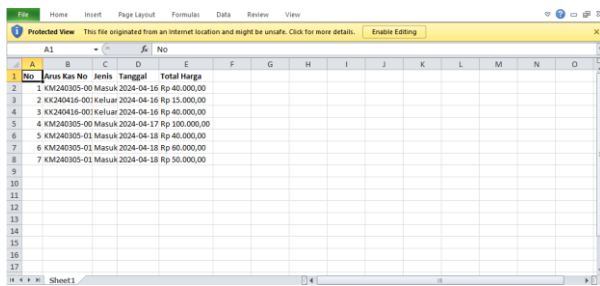 File Home Insert Page Layout Formulas Data Review View
Protected View This file originated from an Internet location and might be unsafe. Click for more details. Enable Editing
A1 fx No
A B C D E F G H I J K L M N O
1 No Arus Kas No Jenis Tanggal Total Harga
2 1 KM240305-00 Masuk 2024-04-16 Rp 40.000,00
3 2 KK240416-001 Keluar 2024-04-16 Rp 15.000,00
4 3 KK240416-001 Keluar 2024-04-16 Rp 40.000,00
5 4 KM240305-00 Masuk 2024-04-17 Rp 100.000,00
6 5 KM240305-01 Masuk 2024-04-18 Rp 40.000,00
7 6 KM240305-01 Masuk 2024-04-18 Rp 60.000,00
8 7 KM240305-01 Masuk 2024-04-18 Rp 50.000,00
9
10
11
12
13
14
15
16
17
Sheet1